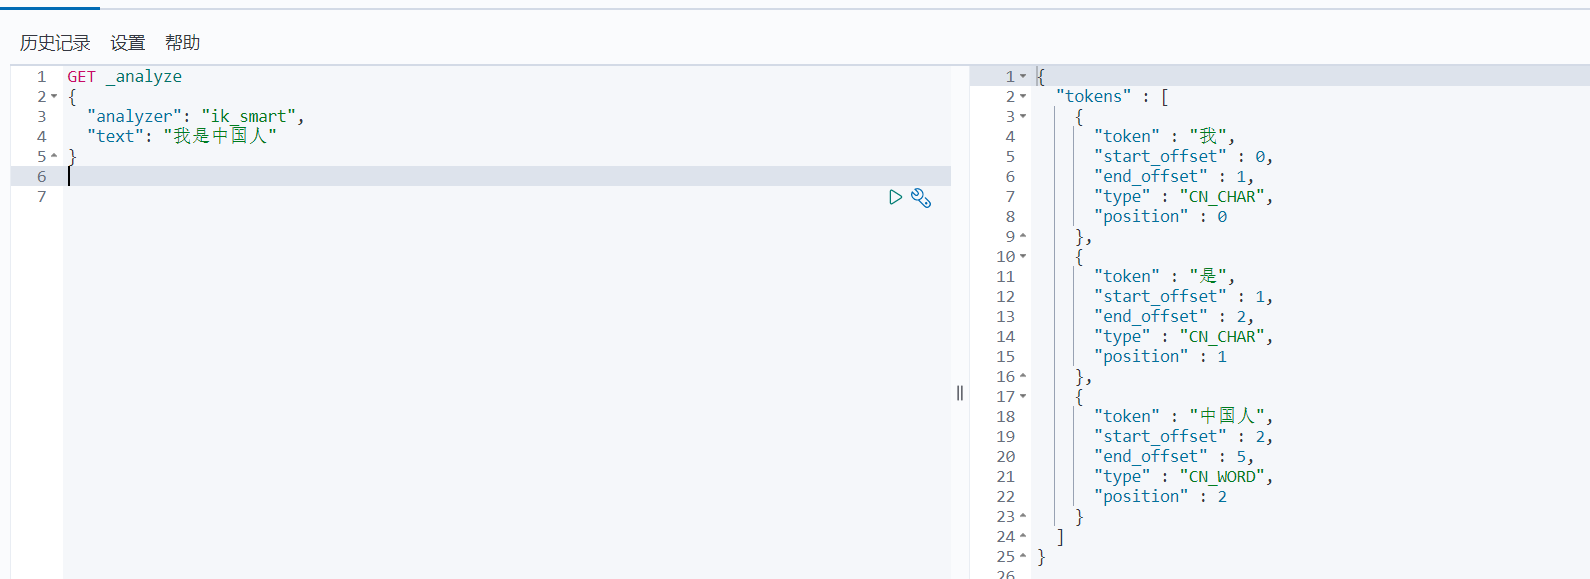 历史记录 设置 帮助
1 GET _analyze
2 {
3 "analyzer": "ik_smart",
4 "text": "我是中国人"
5 }
6
7
1 {
2 "tokens" : [
3 {
4 "token" : "我",
5 "start_offset" : 0,
6 "end_offset" : 1,
7 "type" : "CN_CHAR",
8 "position" : 0
9 },
10 {
11 "token" : "是",
12 "start_offset" : 1,
13 "end_offset" : 2,
14 "type" : "CN_CHAR",
15 "position" : 1
16 },
17 {
18 "token" : "中国人",
19 "start_offset" : 2,
20 "end_offset" : 5,
21 "type" : "CN_WORD",
22 "position" : 2
23 }
24 ]
25 }
26